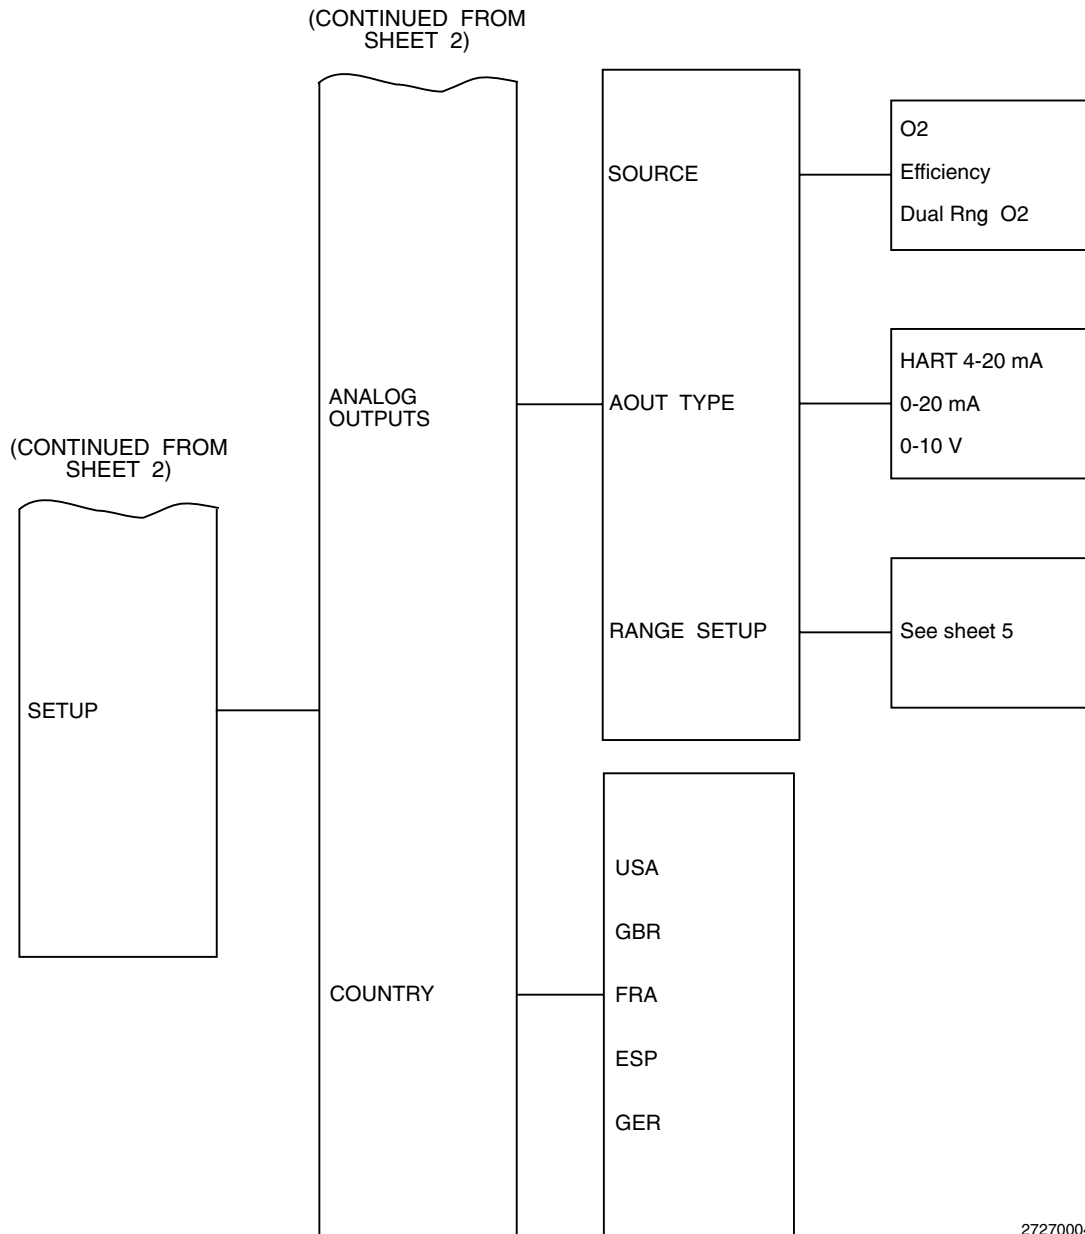 (CONTINUED FROM
SHEET 2)
SOURCE
O2
Efficiency
Dual Rng O2
ANALOG
OUTPUTS
AOUT TYPE
HART 4-20 mA
0-20 mA
0-10 V
(CONTINUED FROM
SHEET 2)
RANGE SETUP
See sheet 5
SETUP
COUNTRY
USA
GBR
FRA
ESP
GER
27270004